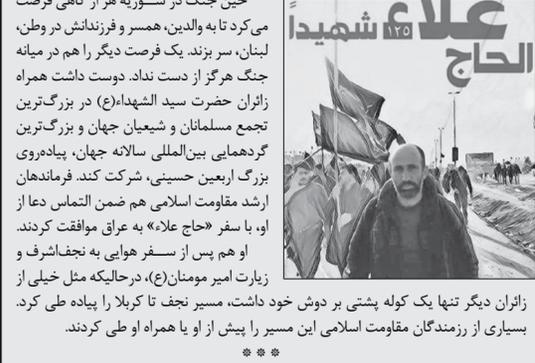 علاء ١٢٥ شهيداً
الحاج
حین جنگ در ســوریه هر از گاهی فرصت
می‌کرد تا به والدین، همسر و فرزندانش در وطن،
لبنان، سر بزند. یک فرصت دیگر را هم در میانه
جنگ هرگز از دست نداد. دوست داشت همراه
زائران حضرت سید الشهداء(ع) در بزرگ‌ترین
تجمع مسلمانان و شیعیان جهان و بزرگ‌ترین
گردهمایی بین‌المللی سالانه جهان، پیاده‌روی
بزرگ اربعین حسینی، شرکت کند. فرماندهان
ارشد مقاومت اسلامی هم ضمن التماس دعا از
او، با سفر «حاج علاء» به عراق موافقت کردند.
او هم پس از ســفر هوایی به نجف‌اشرف و
زیارت امیر مومنان(ع)، درحالیکه مثل خیلی از
زائران دیگر تنها یک کوله پشتی بر دوش خود داشت، مسیر نجف تا کربلا را پیاده طی کرد.
بسیاری از رزمندگان مقاومت اسلامی این مسیر را پیش از او یا همراه او طی کردند.